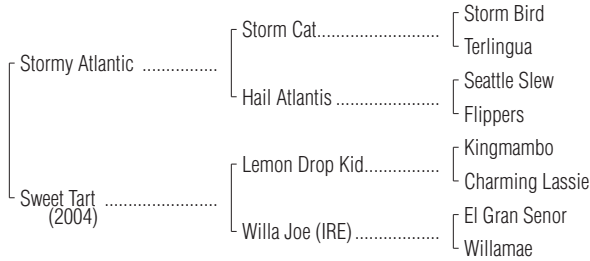 Storm Bird
Storm Cat...................
Terlingua
Stormy Atlantic ................
Seattle Slew
Hail Atlantis ......................
Flippers
Kingmambo
Lemon Drop Kid................
Charming Lassie
Sweet Tart ........................
(2004)
El Gran Senor
Willa Joe (IRE) ..................
Willamae